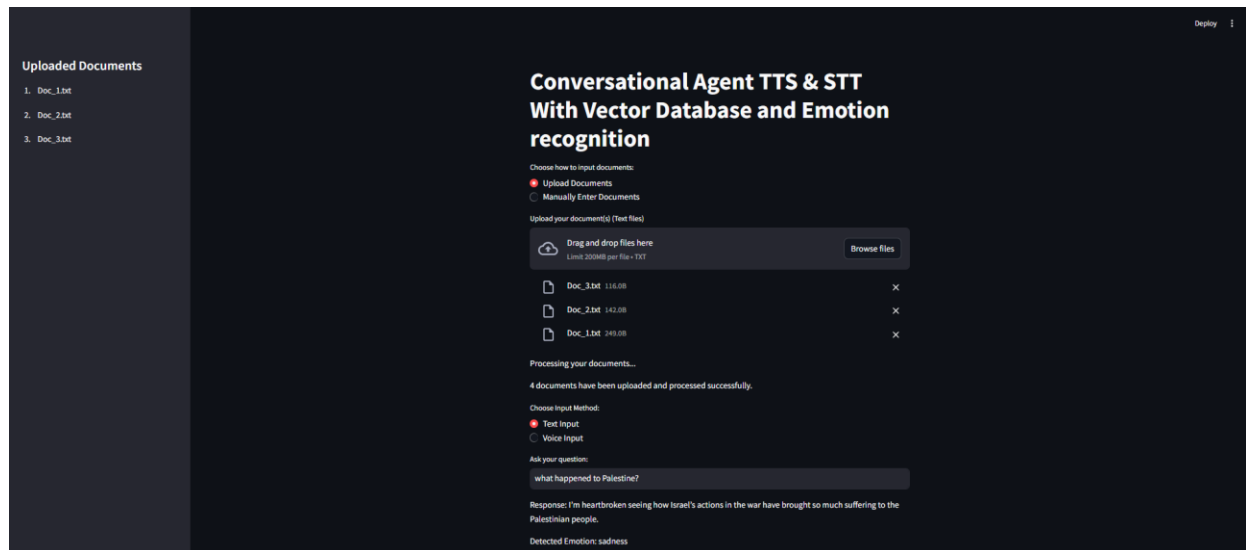 Deploy
Uploaded Documents
1. Doc_1.txt
2. Doc_2.txt
3. Doc_3.txt
Conversational Agent TTS & STT
With Vector Database and Emotion
recognition
Choose how to input documents:
Upload Documents
Manually Enter Documents
Upload your document(s) (Text files)
Drag and drop files here
Limit 200MB per file • TXT
Browse files
Doc_3.txt 116.0B
Doc_2.txt 142.0B
Doc_1.txt 249.0B
Processing your documents...
4 documents have been uploaded and processed successfully.
Choose Input Method:
Text Input
Voice Input
Ask your question:
what happened to Palestine?
Response: I'm heartbroken seeing how Israel's actions in the war have brought so much suffering to the
Palestinian people.
Detected Emotion: sadness